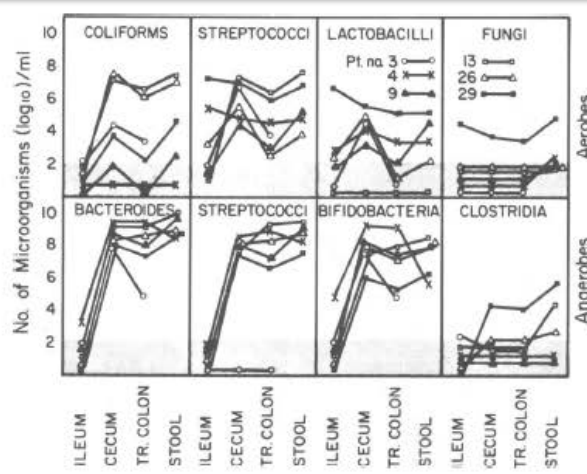 No. of Microorganisms (log10)/ml
10
8
6
4
2
COLIFORMS
STREPTOCOCCI
LACTOBACILLI
FUNGI
Pt. no. 3
4
9
13
26
29
Aerobes
10
8
6
4
2
BACTEROIDES
STREPTOCOCCI
BIFIDOBACTERIA
CLOSTRIDIA
Anaerobes
ILEUM
CECUM
TR. COLON
STOOL
ILEUM
CECUM
TR. COLON
STOOL
ILEUM
CECUM
TR. COLON
STOOL
ILEUM
CECUM
TR. COLON
STOOL